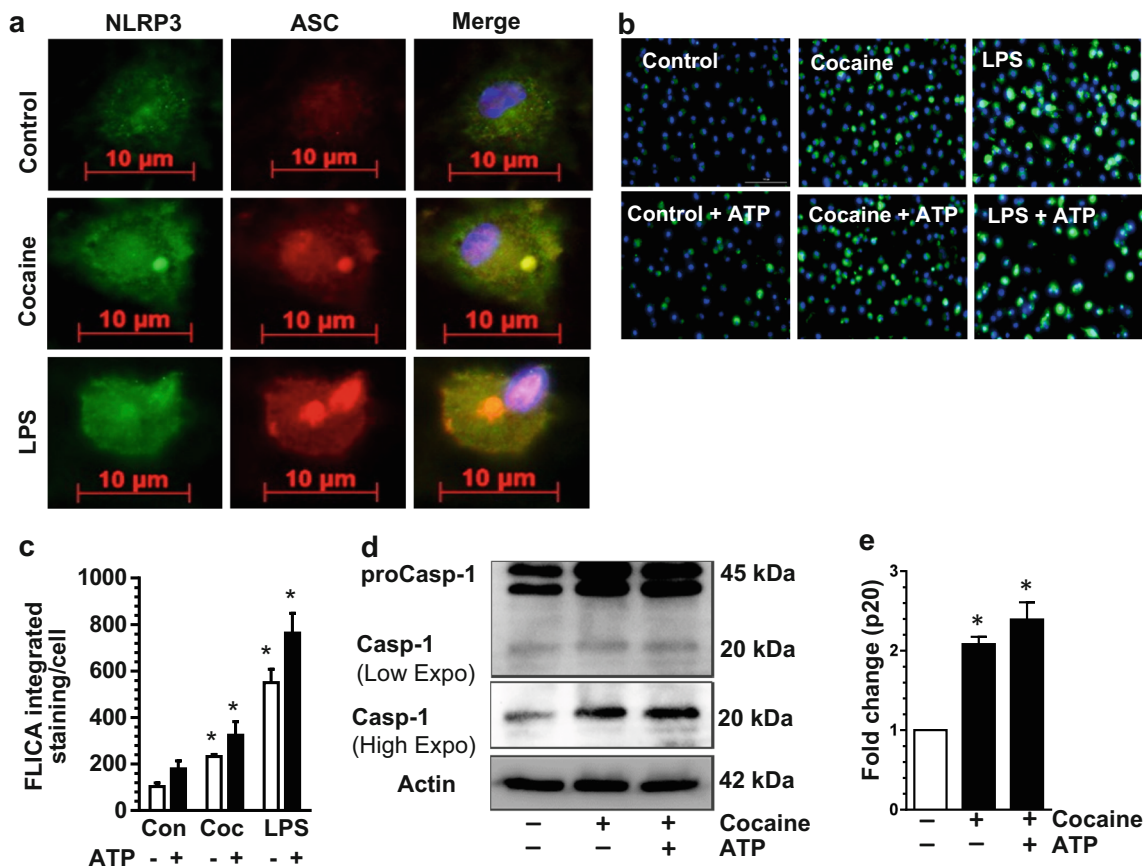 a
NLRP3 ASC Merge
Control
10 µm 10 µm 10 µm
Cocaine
10 µm 10 µm 10 µm
LPS
10 µm 10 µm 10 µm
b
Control Cocaine LPS
Control + ATP Cocaine + ATP LPS + ATP
c
FLICA integrated
staining/cell
1000
800
600
400
200
0
* * * *
Con Coc LPS
ATP - + - + - +
d
proCasp-1 45 kDa
Casp-1 20 kDa
(Low Expo)
Casp-1 20 kDa
(High Expo)
Actin 42 kDa
– + + Cocaine
+ ATP
e
Fold change (p20)
3
2
1
0
* *
– + + Cocaine
+ ATP